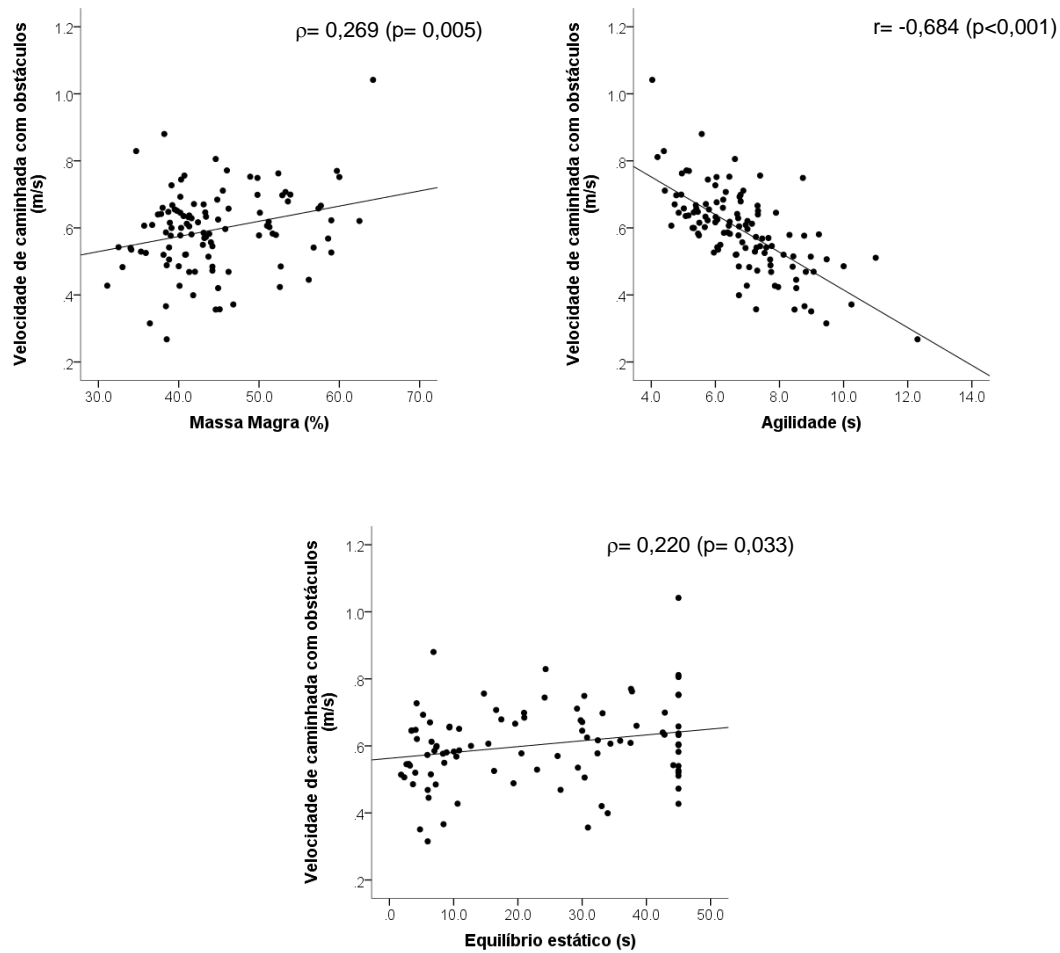 ρ= 0,269 (p= 0,005)
Velocidade de caminhada com obstáculos
(m/s)
1.2
1.0
.8
.6
.4
.2
30.0 40.0 50.0 60.0 70.0
Massa Magra (%)
r= -0,684 (p<0,001)
Velocidade de caminhada com obstáculos
(m/s)
1.2
1.0
.8
.6
.4
.2
4.0 6.0 8.0 10.0 12.0 14.0
Agilidade (s)
ρ= 0,220 (p= 0,033)
Velocidade de caminhada com obstáculos
(m/s)
1.2
1.0
.8
.6
.4
.2
.0 10.0 20.0 30.0 40.0 50.0
Equilíbrio estático (s)